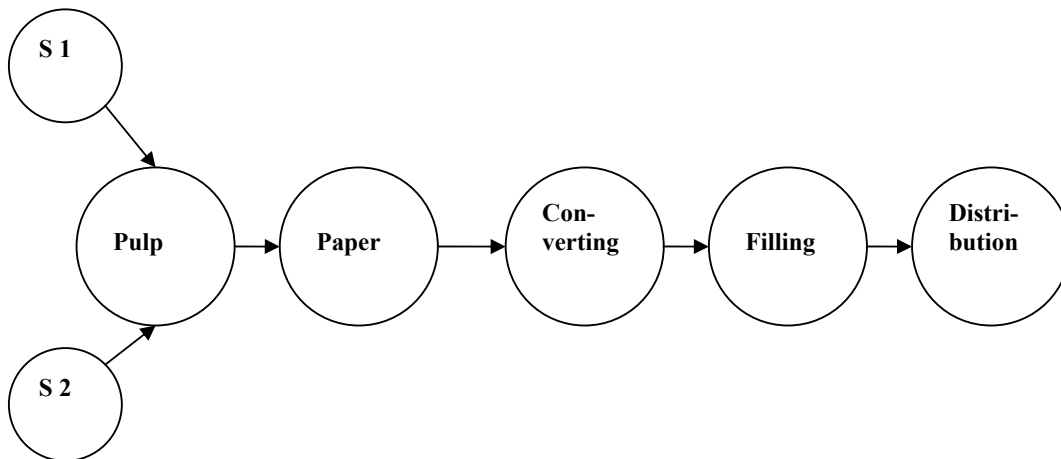 S 1
Pulp
Paper
Con-
verting
Filling
Distri-
bution
S 2